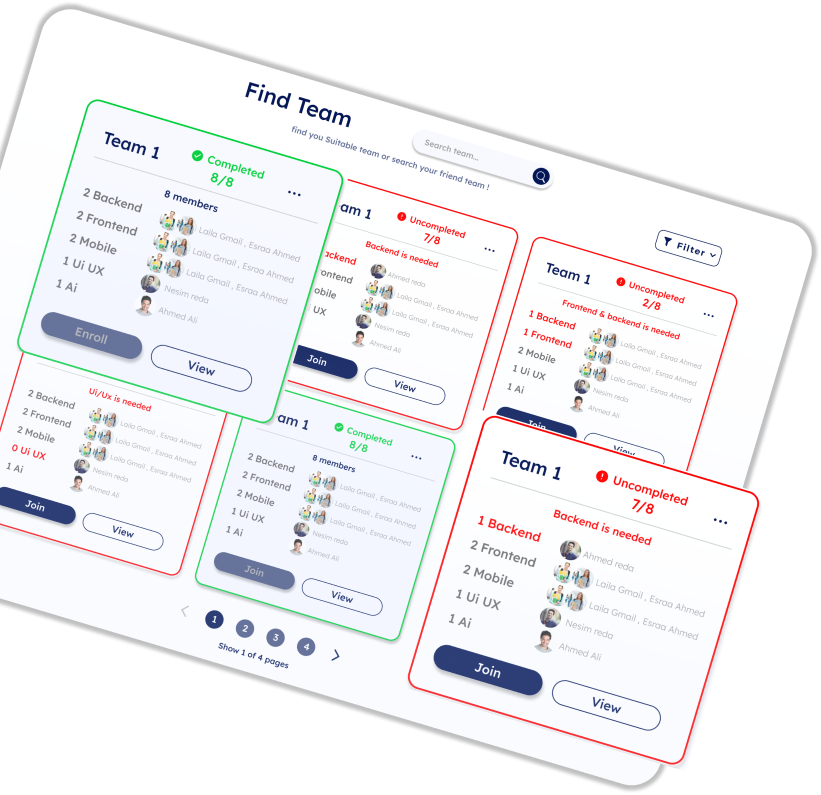 Find Team
find you Suitable team or search your friend team !
Search team...
Filter
Team 1
Completed
8/8
8 members
2 Backend
2 Frontend
2 Mobile
1 Ui UX
1 Ai
Laila Gmail , Esraa Ahmed
Laila Gmail , Esraa Ahmed
Laila Gmail , Esraa Ahmed
Nesim reda
Ahmed Ali
Enroll
View
am 1
Uncompleted
7/8
Backend is needed
ackend
ontend
obile
UX
Ahmed reda
Laila Gmail , Esraa Ahmed
Laila Gmail , Esraa Ahmed
Nesim reda
Ahmed Ali
Join
View
Team 1
Uncompleted
2/8
Frontend & backend is needed
1 Backend
1 Frontend
2 Mobile
1 Ui UX
1 Ai
Laila Gmail , Esraa Ahmed
Laila Gmail , Esraa Ahmed
Laila Gmail , Esraa Ahmed
Nesim reda
Ahmed Ali
Join
View
Ui/Ux is needed
2 Backend
2 Frontend
2 Mobile
0 Ui UX
1 Ai
Laila Gmail , Esraa Ahmed
Laila Gmail , Esraa Ahmed
Laila Gmail , Esraa Ahmed
Nesim reda
Ahmed Ali
Join
View
am 1
Completed
8/8
8 members
2 Backend
2 Frontend
2 Mobile
1 Ui UX
1 Ai
Laila Gmail , Esraa Ahmed
Laila Gmail , Esraa Ahmed
Laila Gmail , Esraa Ahmed
Nesim reda
Ahmed Ali
Join
View
Team 1
Uncompleted
7/8
Backend is needed
1 Backend
2 Frontend
2 Mobile
1 Ui UX
1 Ai
Ahmed reda
Laila Gmail , Esraa Ahmed
Laila Gmail , Esraa Ahmed
Nesim reda
Ahmed Ali
Join
View
1 2 3 4
Show 1 of 4 pages